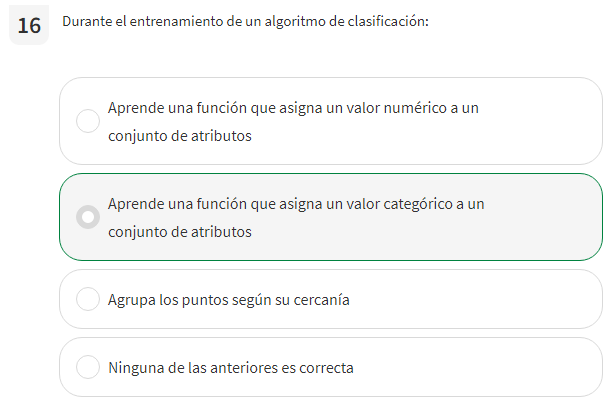 16 Durante el entrenamiento de un algoritmo de clasificación:
Aprende una función que asigna un valor numérico a un
conjunto de atributos
Aprende una función que asigna un valor categórico a un
conjunto de atributos
Agrupa los puntos según su cercanía
Ninguna de las anteriores es correcta